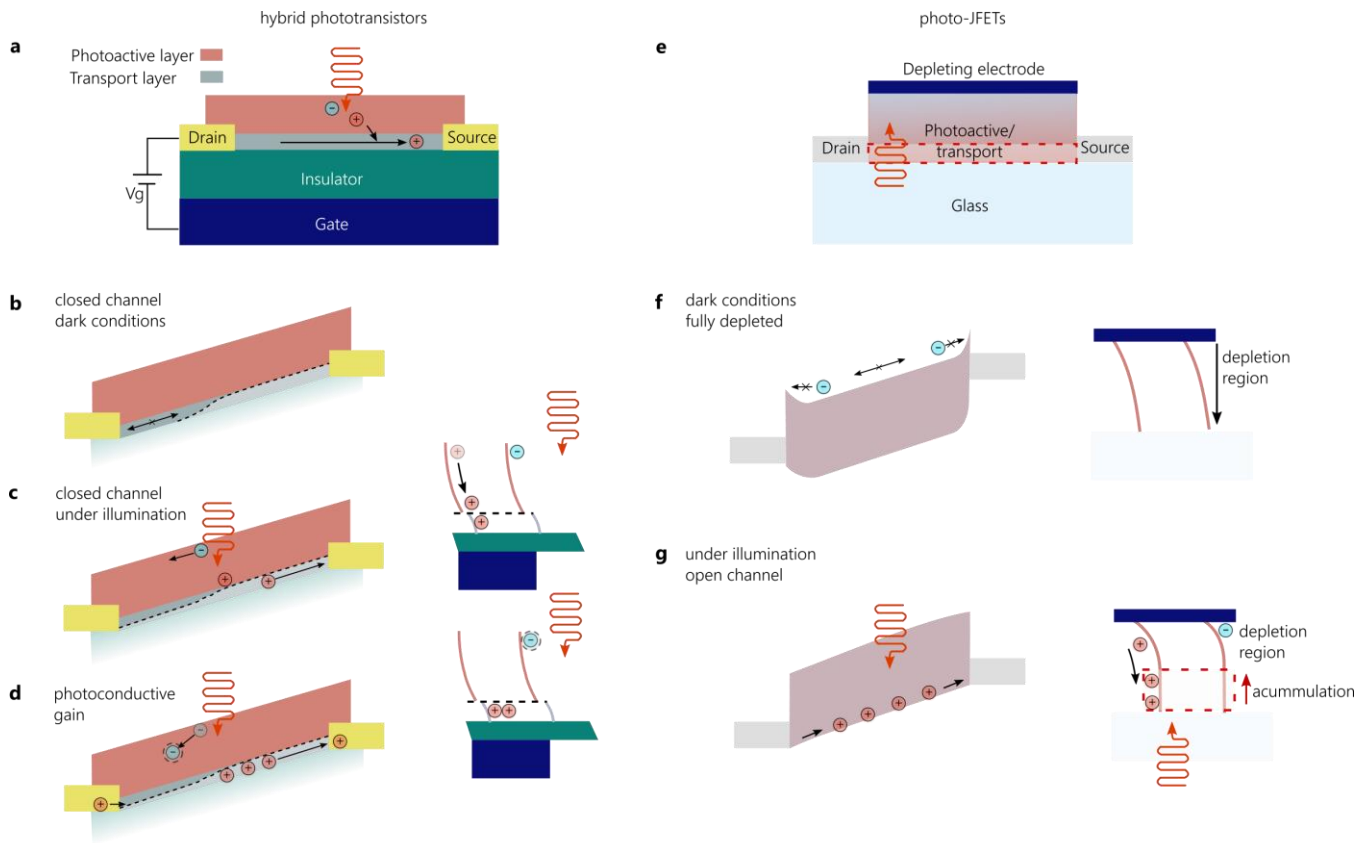 hybrid phototransistors
a
Photoactive layer
Transport layer
−
+
Drain
+
Source
Insulator
Vg
Gate
b
closed channel
dark conditions
c
closed channel
under illumination
−
+
+
+
−
+
+
d
photoconductive
gain
−
−
+
+
+
+
+
−
+
+
photo-JFETs
e
Depleting electrode
Photoactive/
Drain
transport
Source
Glass
f
dark conditions
fully depleted
−
−
depletion
region
g
under illumination
open channel
+
+
+
+
−
depletion
region
+
+
acummulation
+